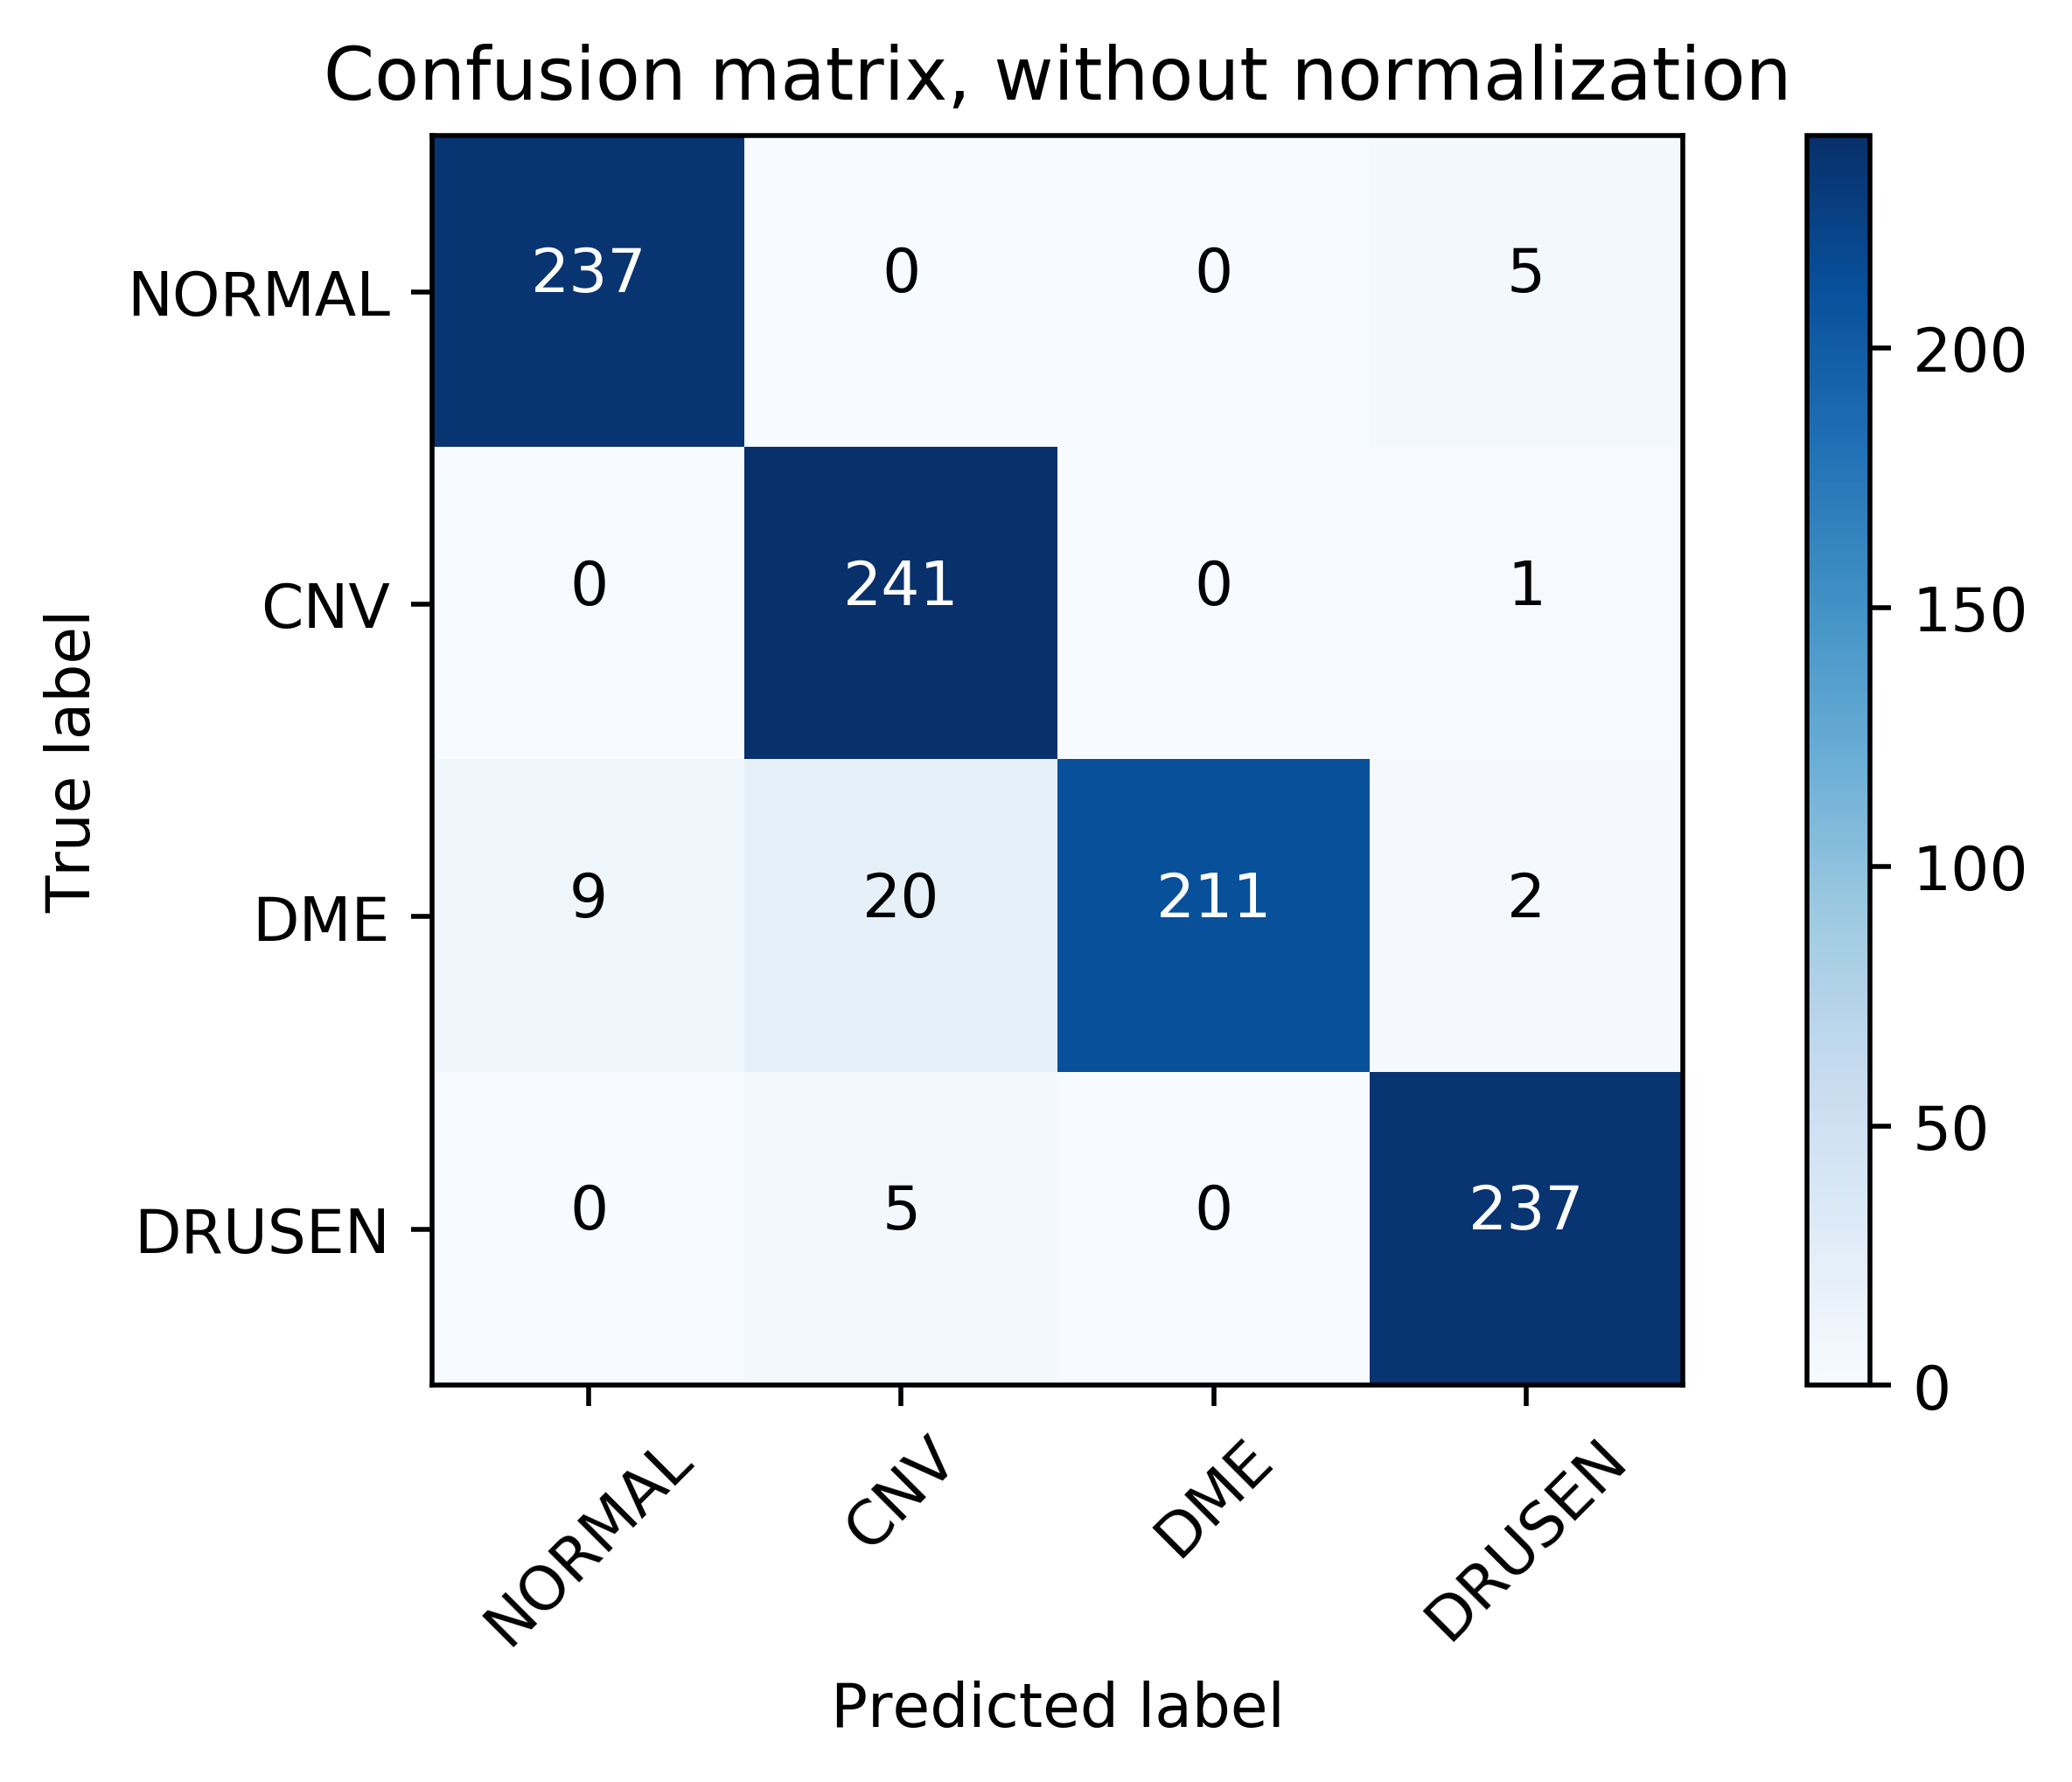 Confusion matrix, without normalization
True label
NORMAL 237 0 0 5
CNV 0 241 0 1
DME 9 20 211 2
DRUSEN 0 5 0 237
NORMAL CNV DME DRUSEN
Predicted label
200
150
100
50
0